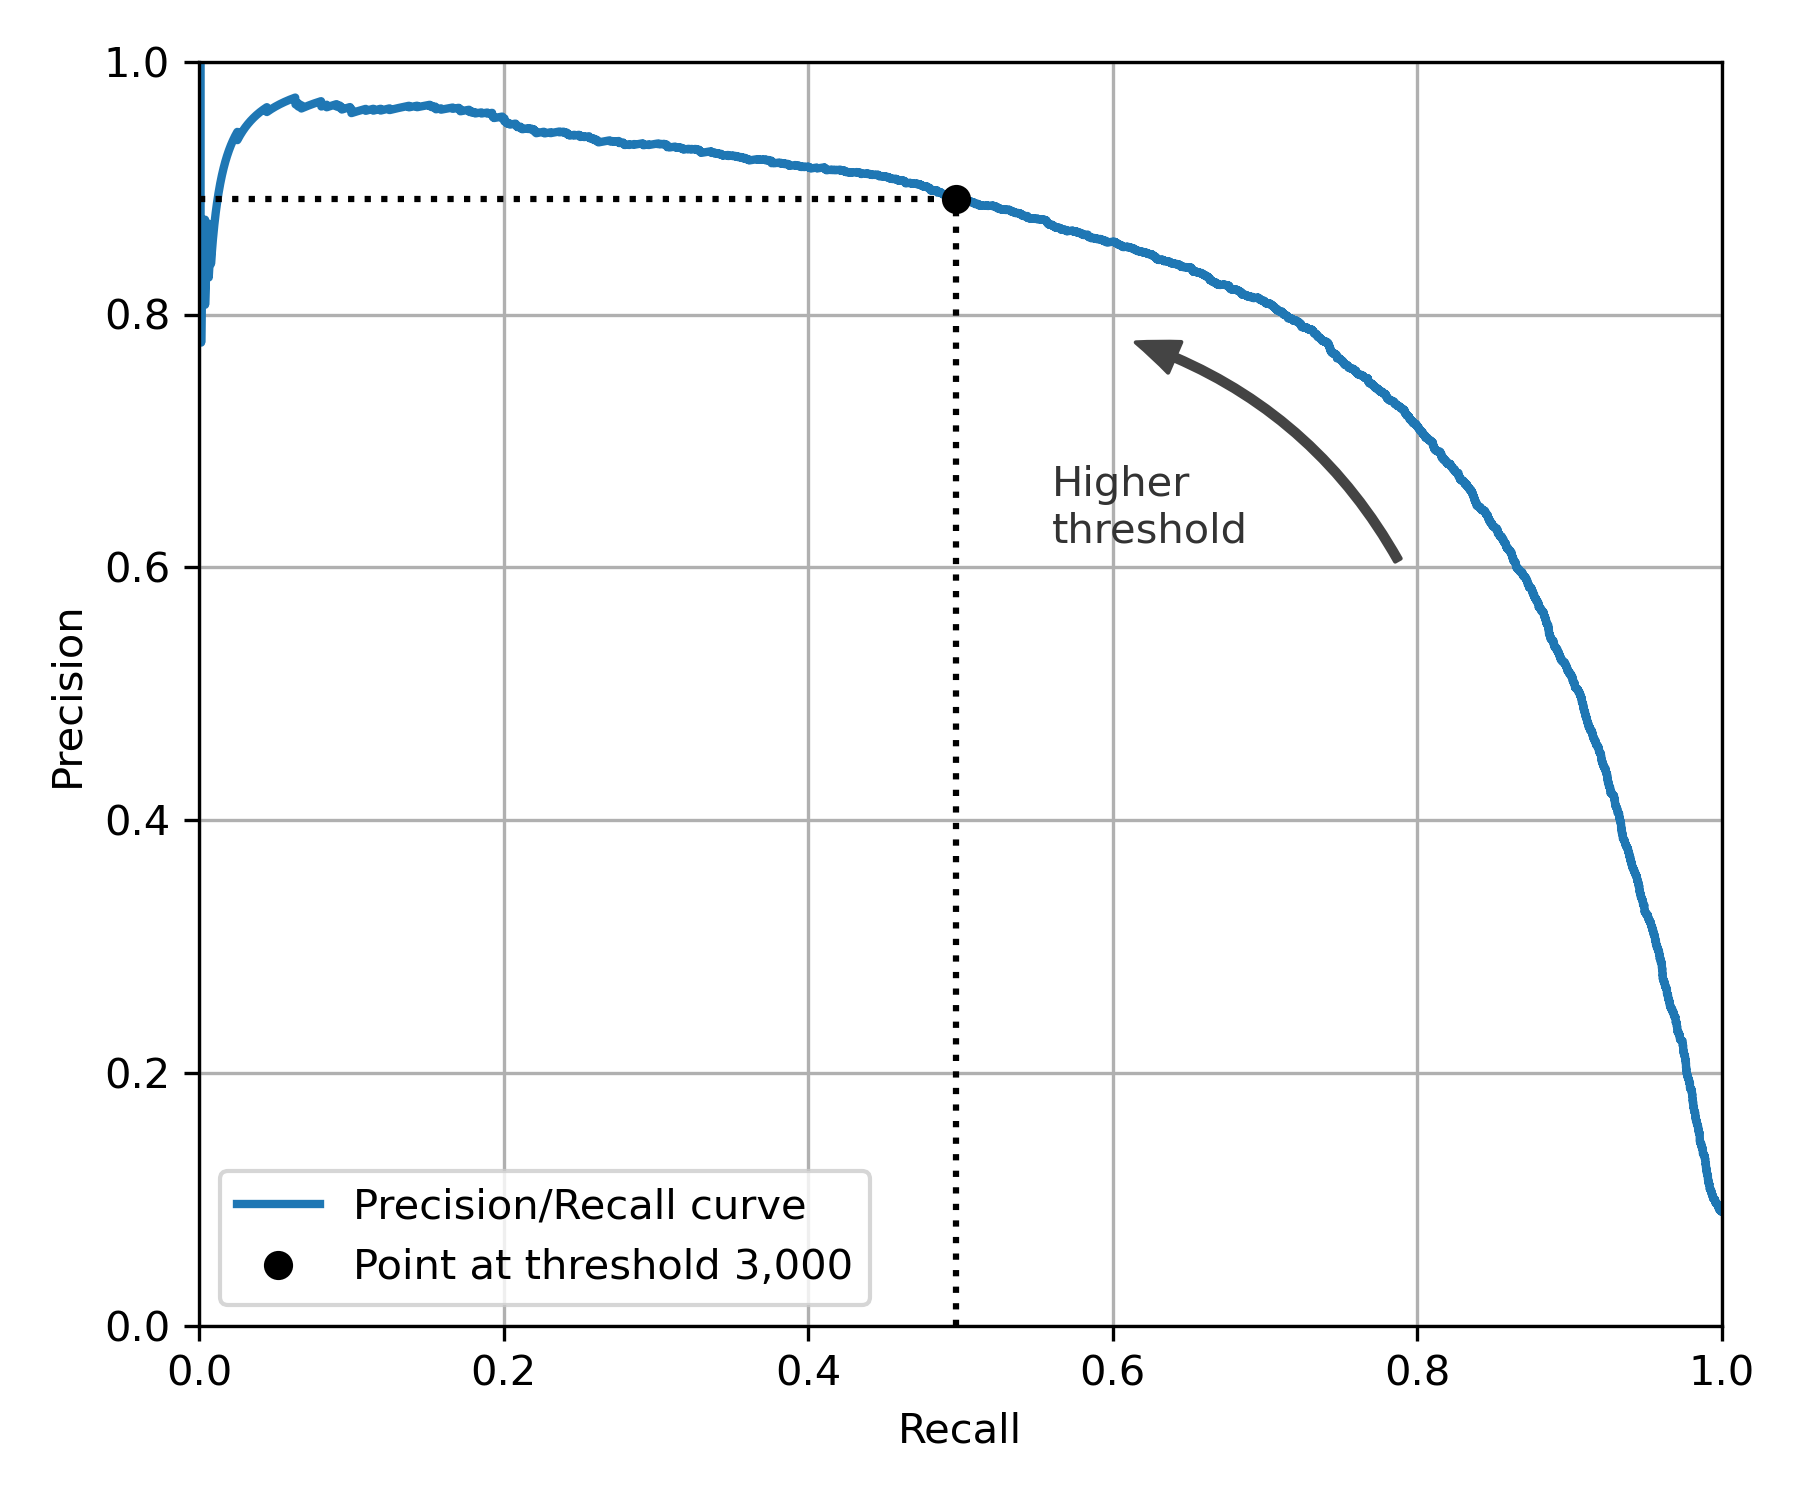 1.0
0.8
0.6
0.4
0.2
0.0
Precision
Higher
threshold
Precision/Recall curve
Point at threshold 3,000
0.0 0.2 0.4 0.6 0.8 1.0
Recall